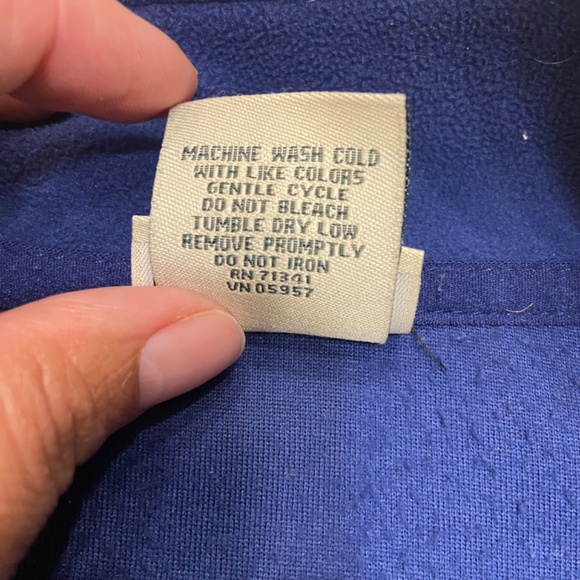 MACHINE WASH COLD
WITH LIKE COLORS
GENTLE CYCLE
DO NOT BLEACH
TUMBLE DRY LOW
REMOVE PROMPTLY
DO NOT IRON
RN 71341
VN 05957